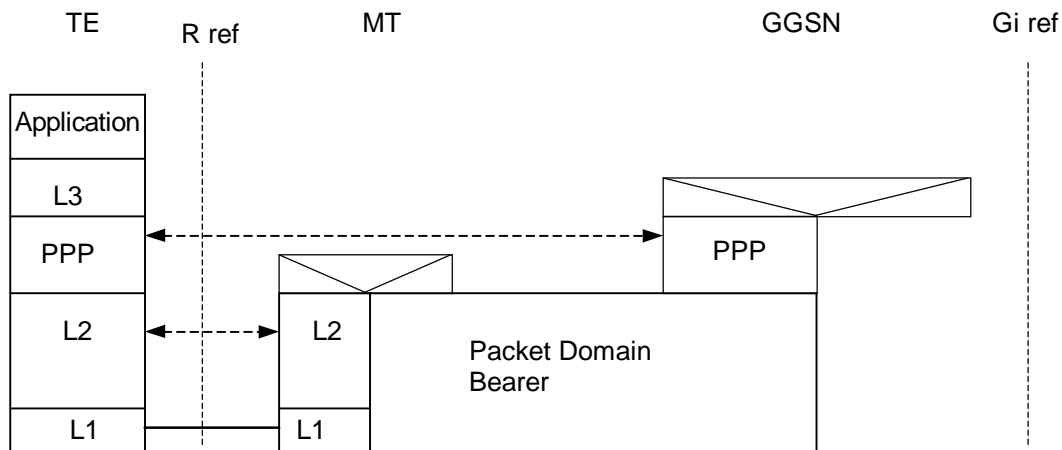 TE
R ref
MT
GGSN
Gi ref
Application
L3
PPP
PPP
L2
L2
Packet Domain
Bearer
L1
L1